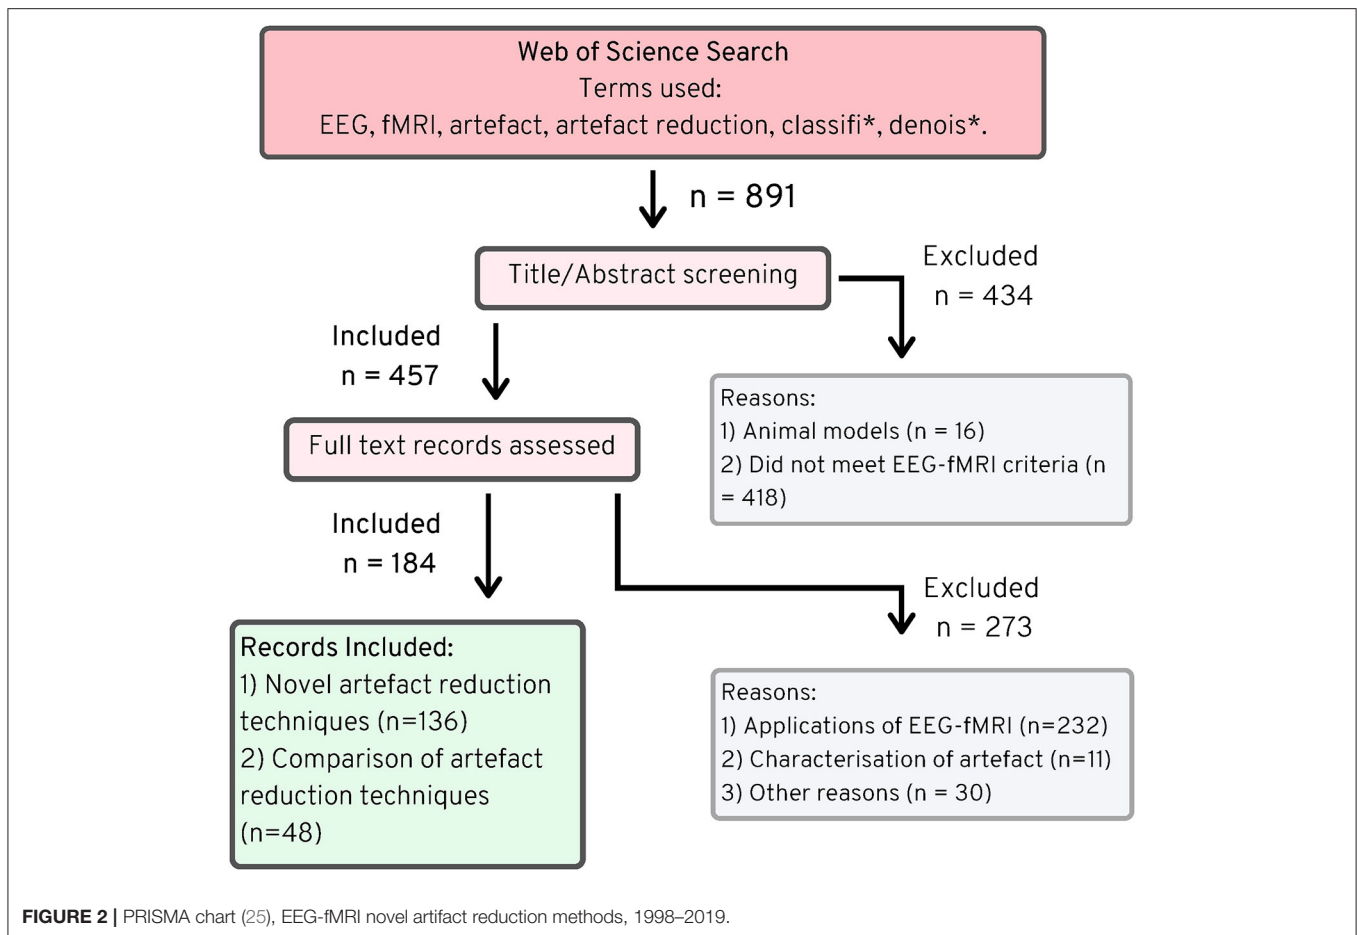 Web of Science Search
Terms used:
EEG, fMRI, artefact, artefact reduction, classifi*, denois*.
n = 891
Title/Abstract screening
Excluded
n = 434
Included
n = 457
Reasons:
1) Animal models (n = 16)
2) Did not meet EEG-fMRI criteria (n
= 418)
Full text records assessed
Included
n = 184
Excluded
n = 273
Records Included:
1) Novel artefact reduction
techniques (n=136)
2) Comparison of artefact
reduction techniques
(n=48)
Reasons:
1) Applications of EEG-fMRI (n=232)
2) Characterisation of artefact (n=11)
3) Other reasons (n = 30)
FIGURE 2 | PRISMA chart (25), EEG-fMRI novel artifact reduction methods, 1998–2019.